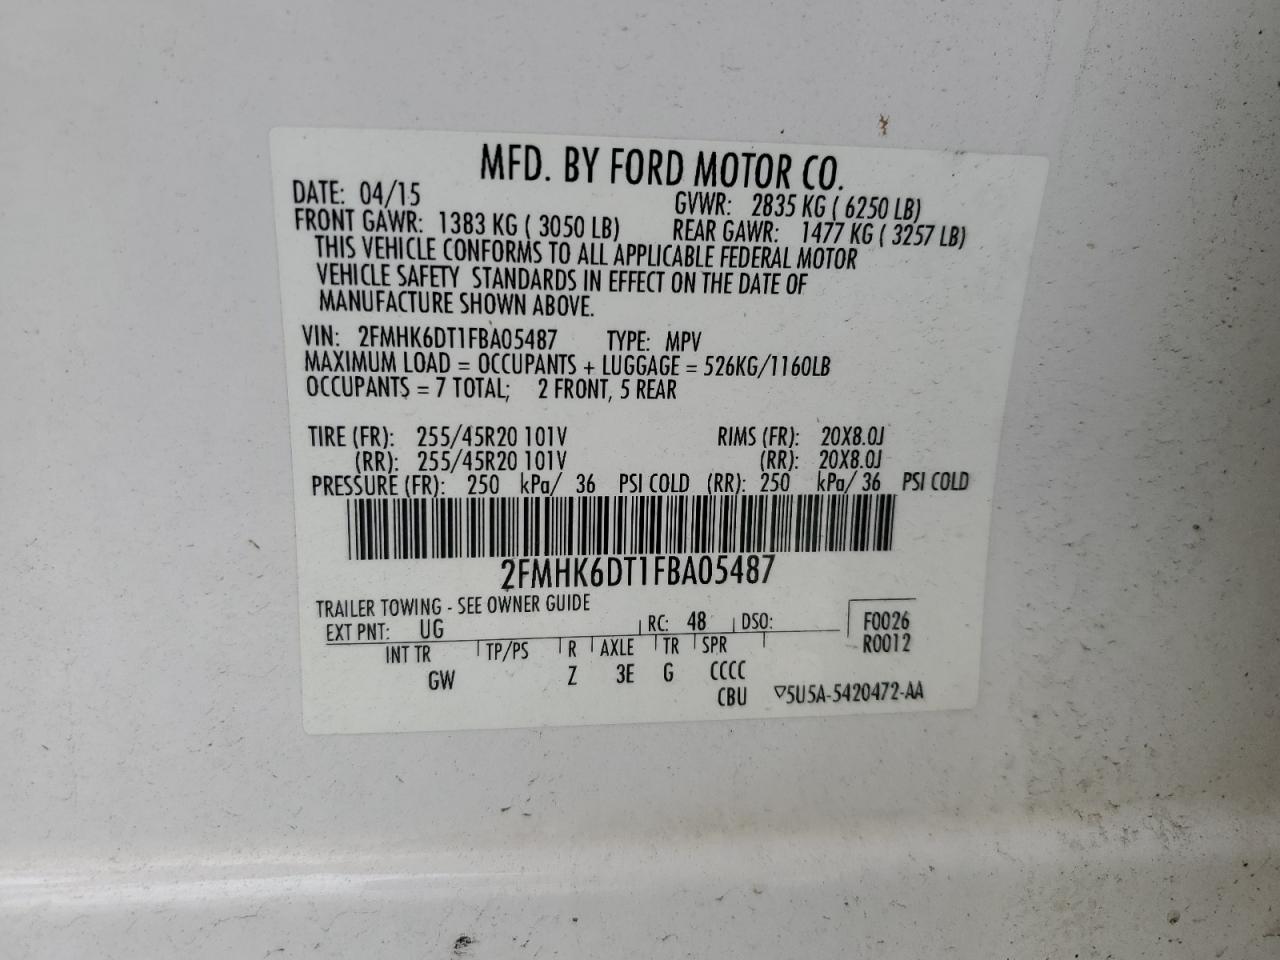 MFD. BY FORD MOTOR CO.
DATE: 04/15 GVWR: 2835 KG ( 6250 LB)
FRONT GAWR: 1383 KG ( 3050 LB) REAR GAWR: 1477 KG ( 3257 LB)
THIS VEHICLE CONFORMS TO ALL APPLICABLE FEDERAL MOTOR
VEHICLE SAFETY STANDARDS IN EFFECT ON THE DATE OF
MANUFACTURE SHOWN ABOVE.
VIN: 2FMHK6DT1FBA05487 TYPE: MPV
MAXIMUM LOAD = OCCUPANTS + LUGGAGE = 526KG/1160LB
OCCUPANTS = 7 TOTAL; 2 FRONT, 5 REAR
TIRE (FR): 255/45R20 101V RIMS (FR): 20X8.0J
(RR): 255/45R20 101V (RR): 20X8.0J
PRESSURE (FR): 250 kPa/ 36 PSI COLD (RR): 250 kPa/ 36 PSI COLD
2FMHK6DT1FBA05487
TRAILER TOWING - SEE OWNER GUIDE
EXT PNT: UG RC: 48 DSO: F0026
INT TR TP/PS R AXLE TR SPR R0012
GW Z 3E G CCCC
CBU ▽5U5A-5420472-AA